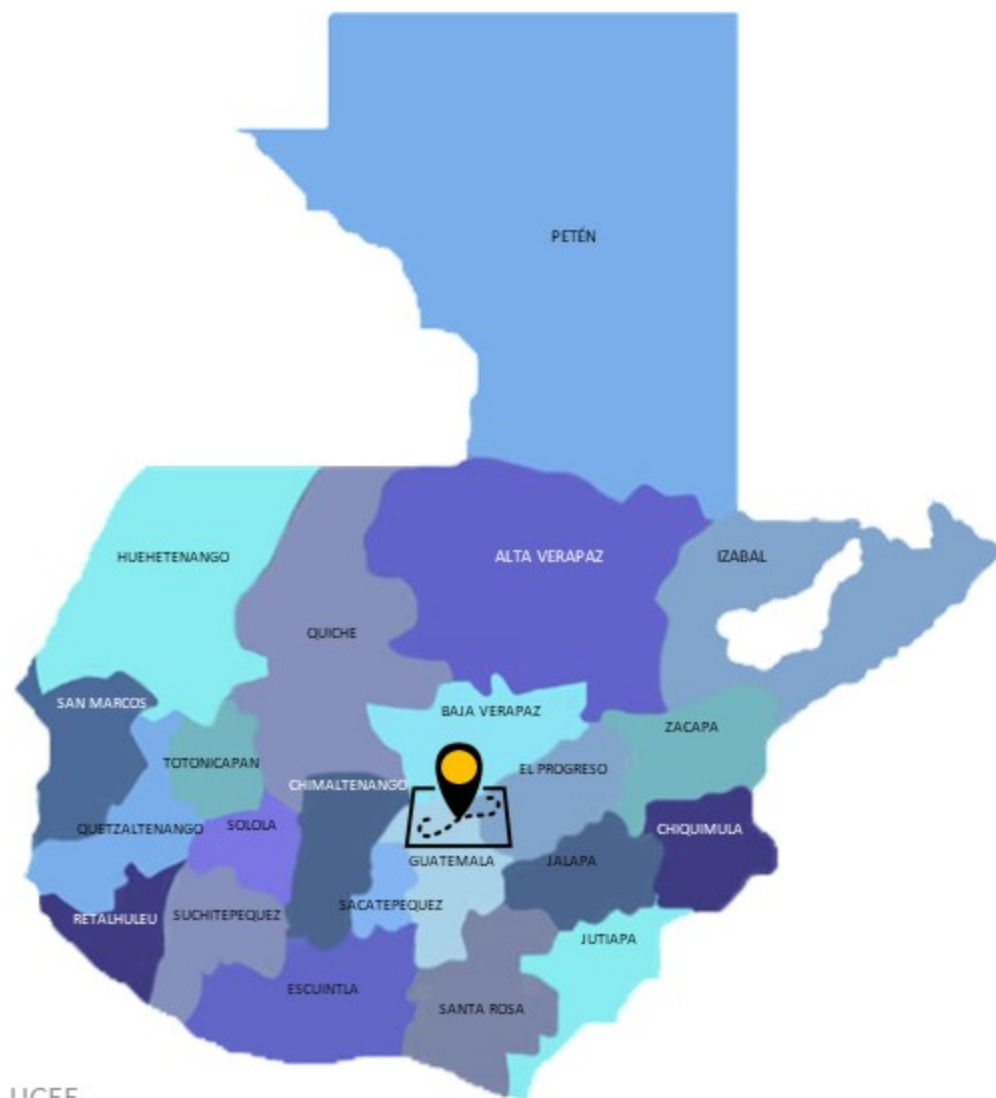 PETÉN
HUEHETENANGO
ALTA VERAPAZ
IZABAL
QUICHE
SAN MARCOS
BAJA VERAPAZ
ZACAPA
TOTONICAPAN
EL PROGRESO
CHIMALTENANGO
QUETZALTENANGO
SOLOLA
CHIQUIMULA
GUATEMALA
JALAPA
RETALHULEU
SUCHITEPEQUEZ
SACATEPEQUEZ
JUTIAPA
ESCUINTLA
SANTA ROSA